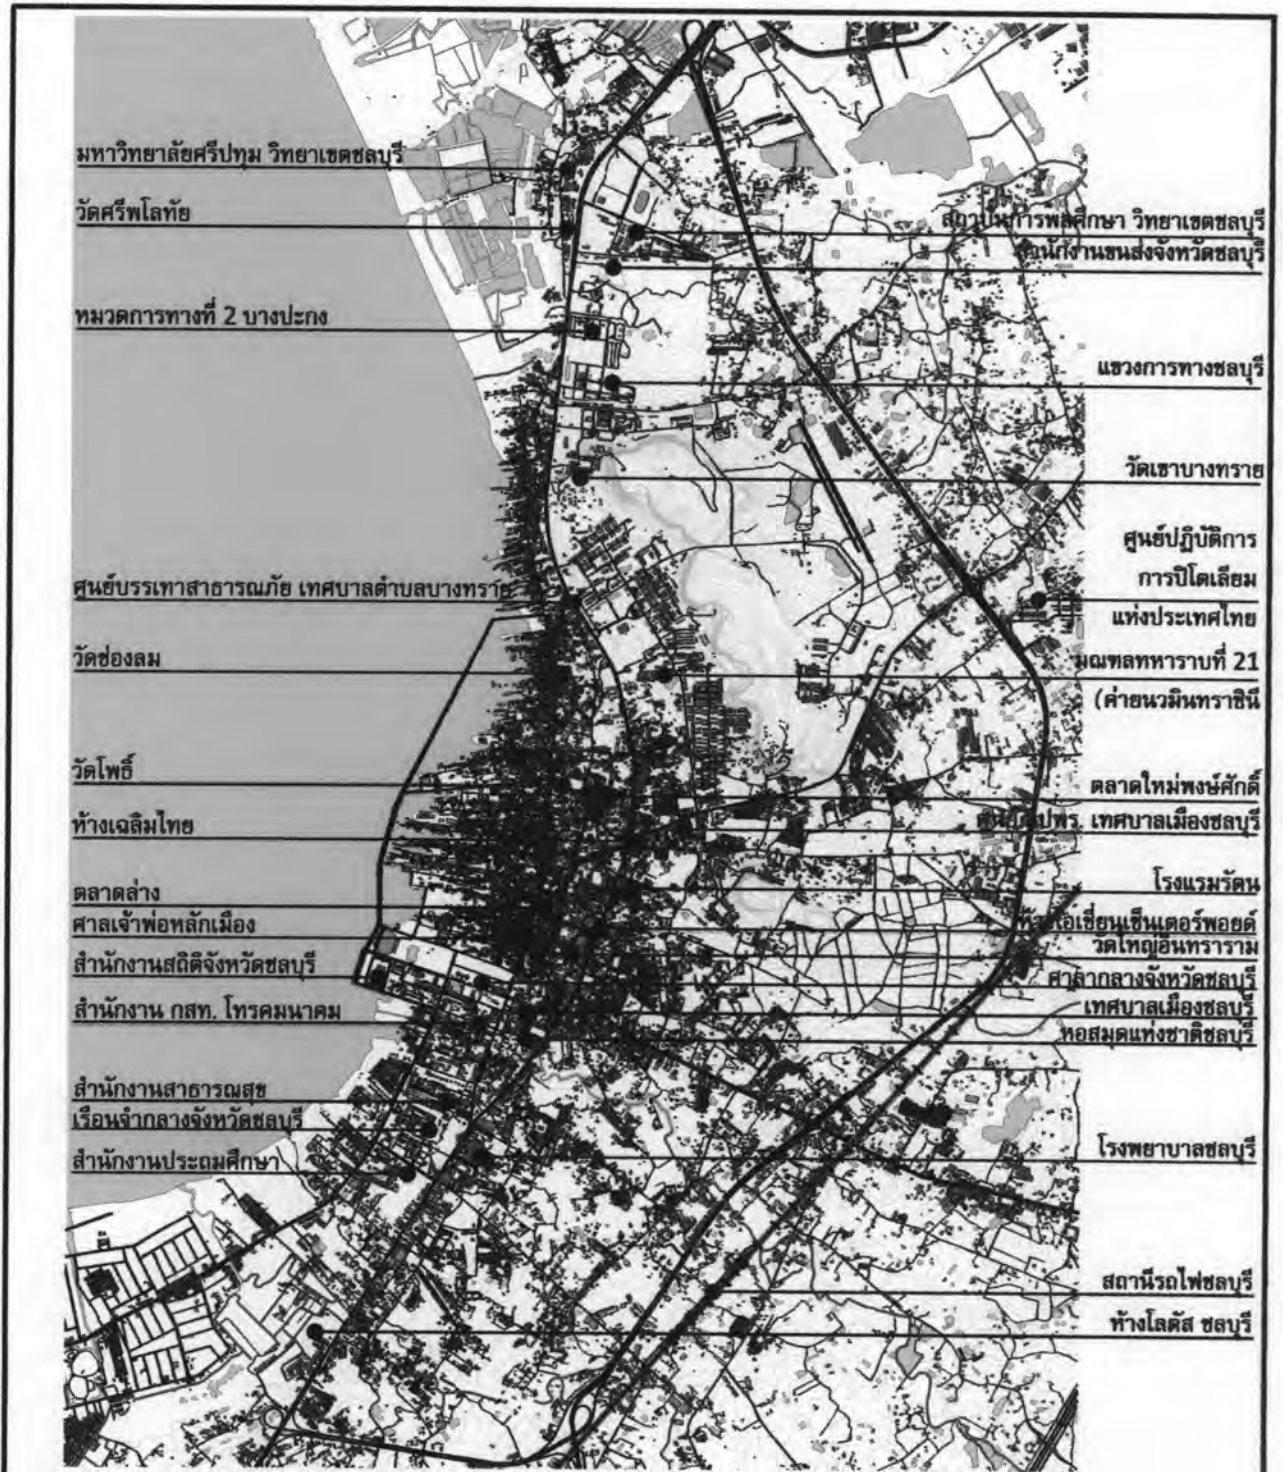 มหาวิทยาลัยศรีปทุม วิทยาเขตชลบุรี
วัดศรีพโลทัย
หมวดการทางที่ 2 บางปะกง
ศูนย์บรรเทาสาธารณภัย เทศบาลตำบลบางทราย
วัดช่องลม
วัดโพธิ์
ห้างเฉลิมไทย
ตลาดล่าง
ศาลเจ้าพ่อหลักเมือง
สำนักงานสถิติจังหวัดชลบุรี
สำนักงาน กสท. โทรคมนาคม
สำนักงานสาธารณสุข
เรือนจำกลางจังหวัดชลบุรี
สำนักงานประถมศึกษา
สถาบันการพลศึกษา วิทยาเขตชลบุรี
สำนักงานขนส่งจังหวัดชลบุรี
แขวงการทางชลบุรี
วัดเขาบางทราย
ศูนย์ปฏิบัติการ
การปิโตเลียม
แห่งประเทศไทย
มณฑลทหาราบที่ 21
(ค่ายนวมินทราชินี
ตลาดใหม่พงษ์ศักดิ์
เทศบาลเมืองชลบุรี
โรงแรมรัตน
วัดใหญ่อินทราราม
ศาลากลางจังหวัดชลบุรี
เทศบาลเมืองชลบุรี
หอสมุดแห่งชาติชลบุรี
โรงพยาบาลชลบุรี
สถานีรถไฟชลบุรี
ห้างโลตัส ชลบุรี